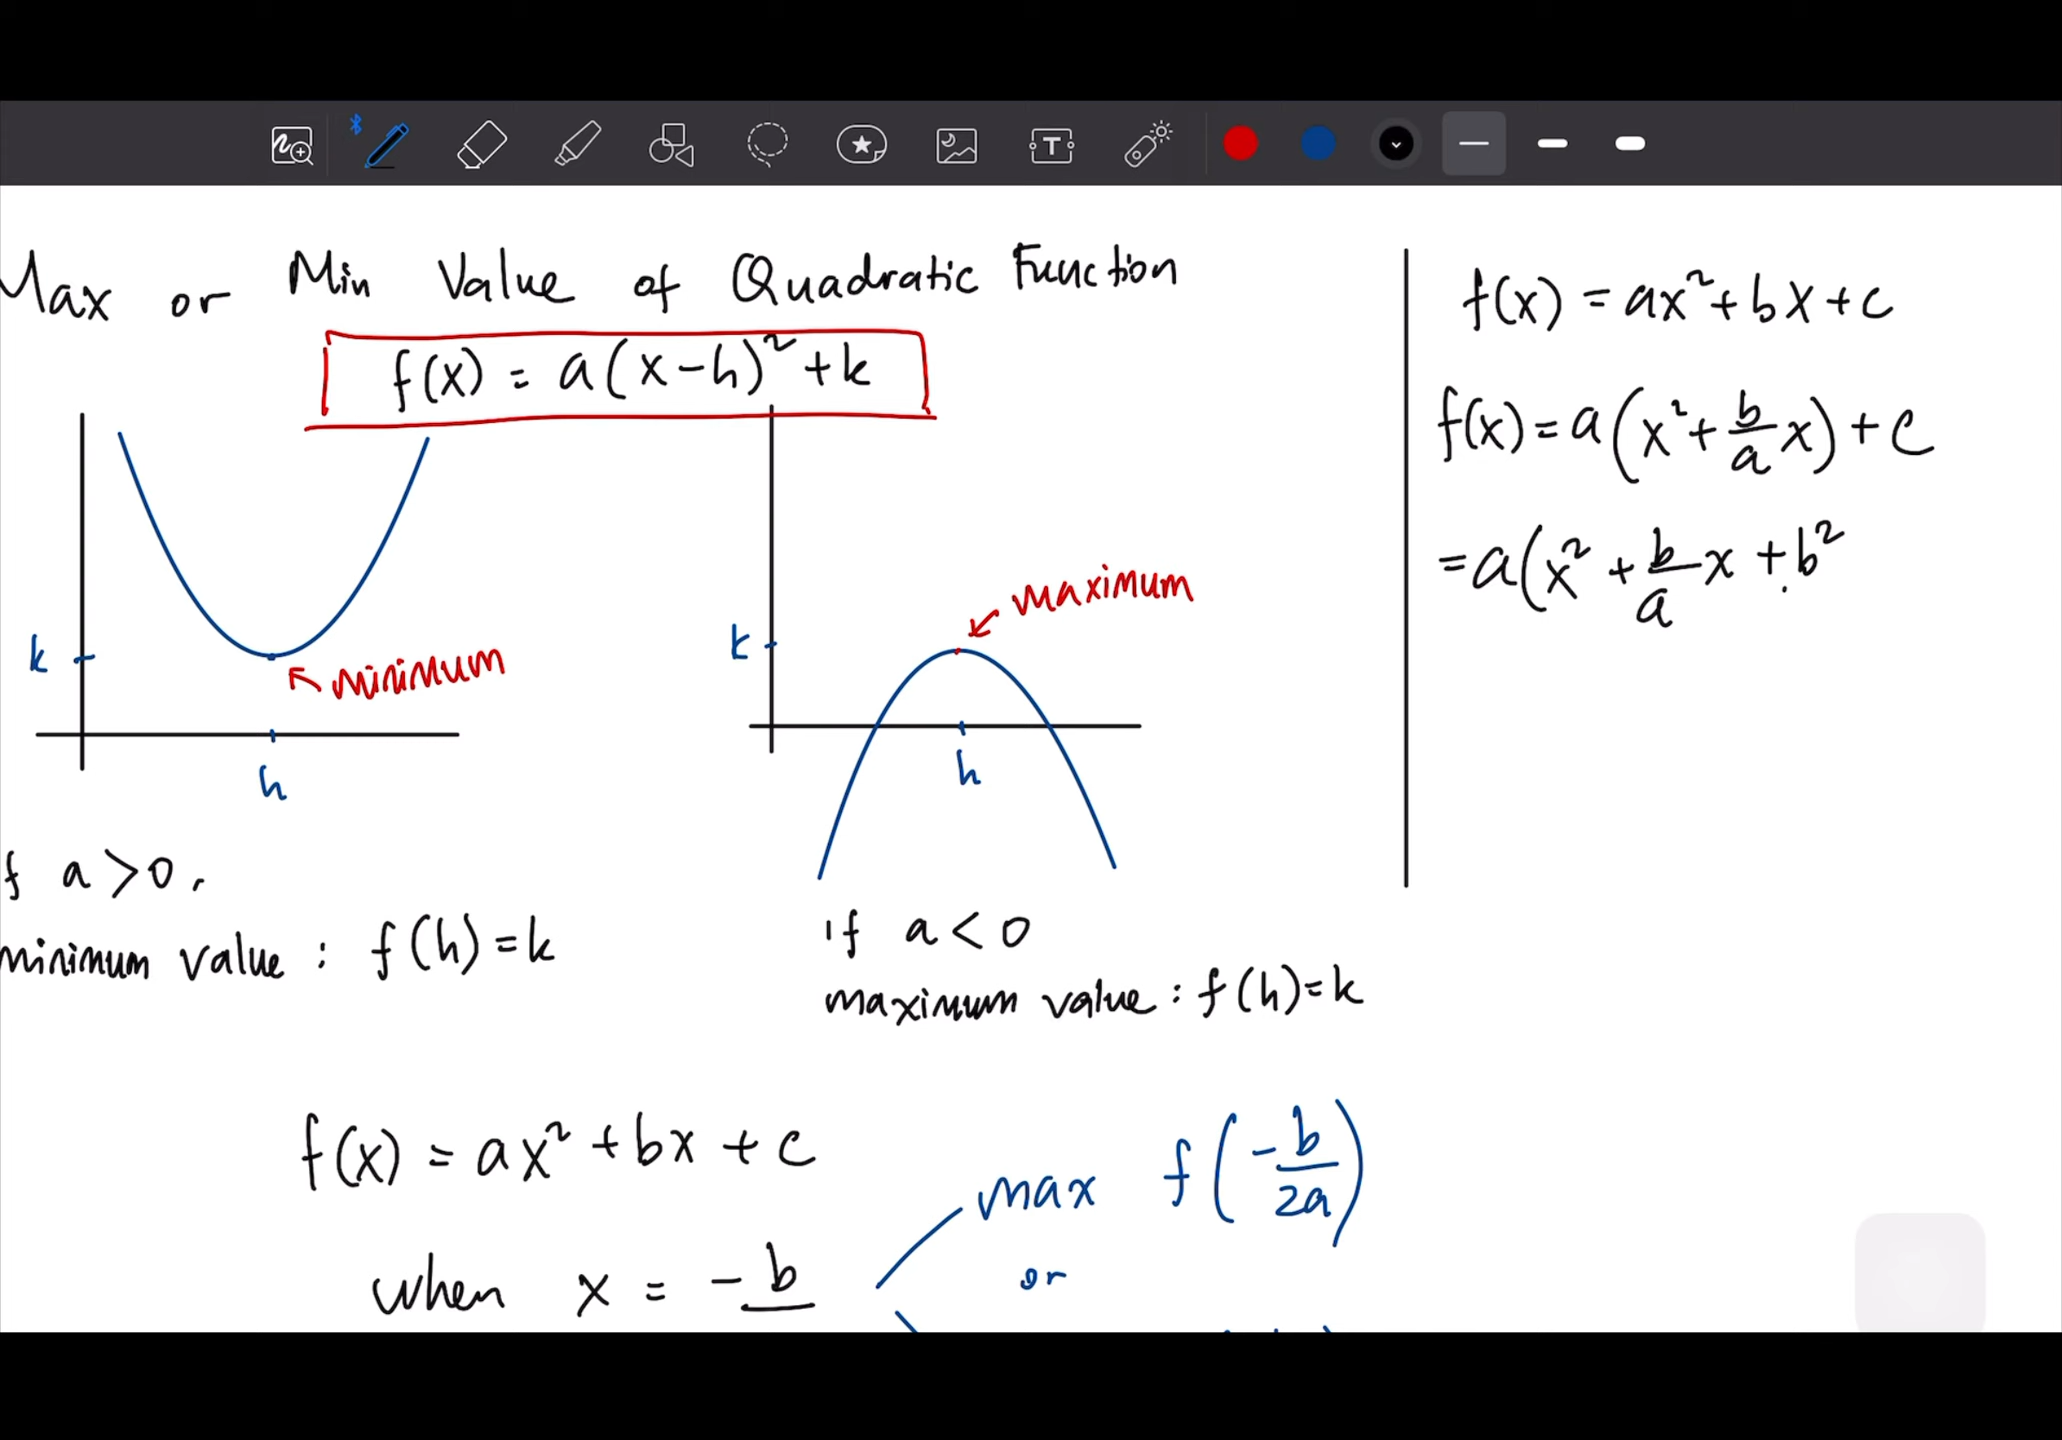 Max or Min Value of Quadratic Function
f(x) = a(x-h)² + k
k
minimum
h
k
maximum
h
f a > 0,
minimum value : f(h) = k
if a < 0
maximum value : f(h) = k
f(x) = ax² + bx + c
when x = - b
max f(-b/2a)
or
f(x) = ax² + bx + c
f(x) = a(x² + b/a x) + c
= a(x² + b/a x + b²
T